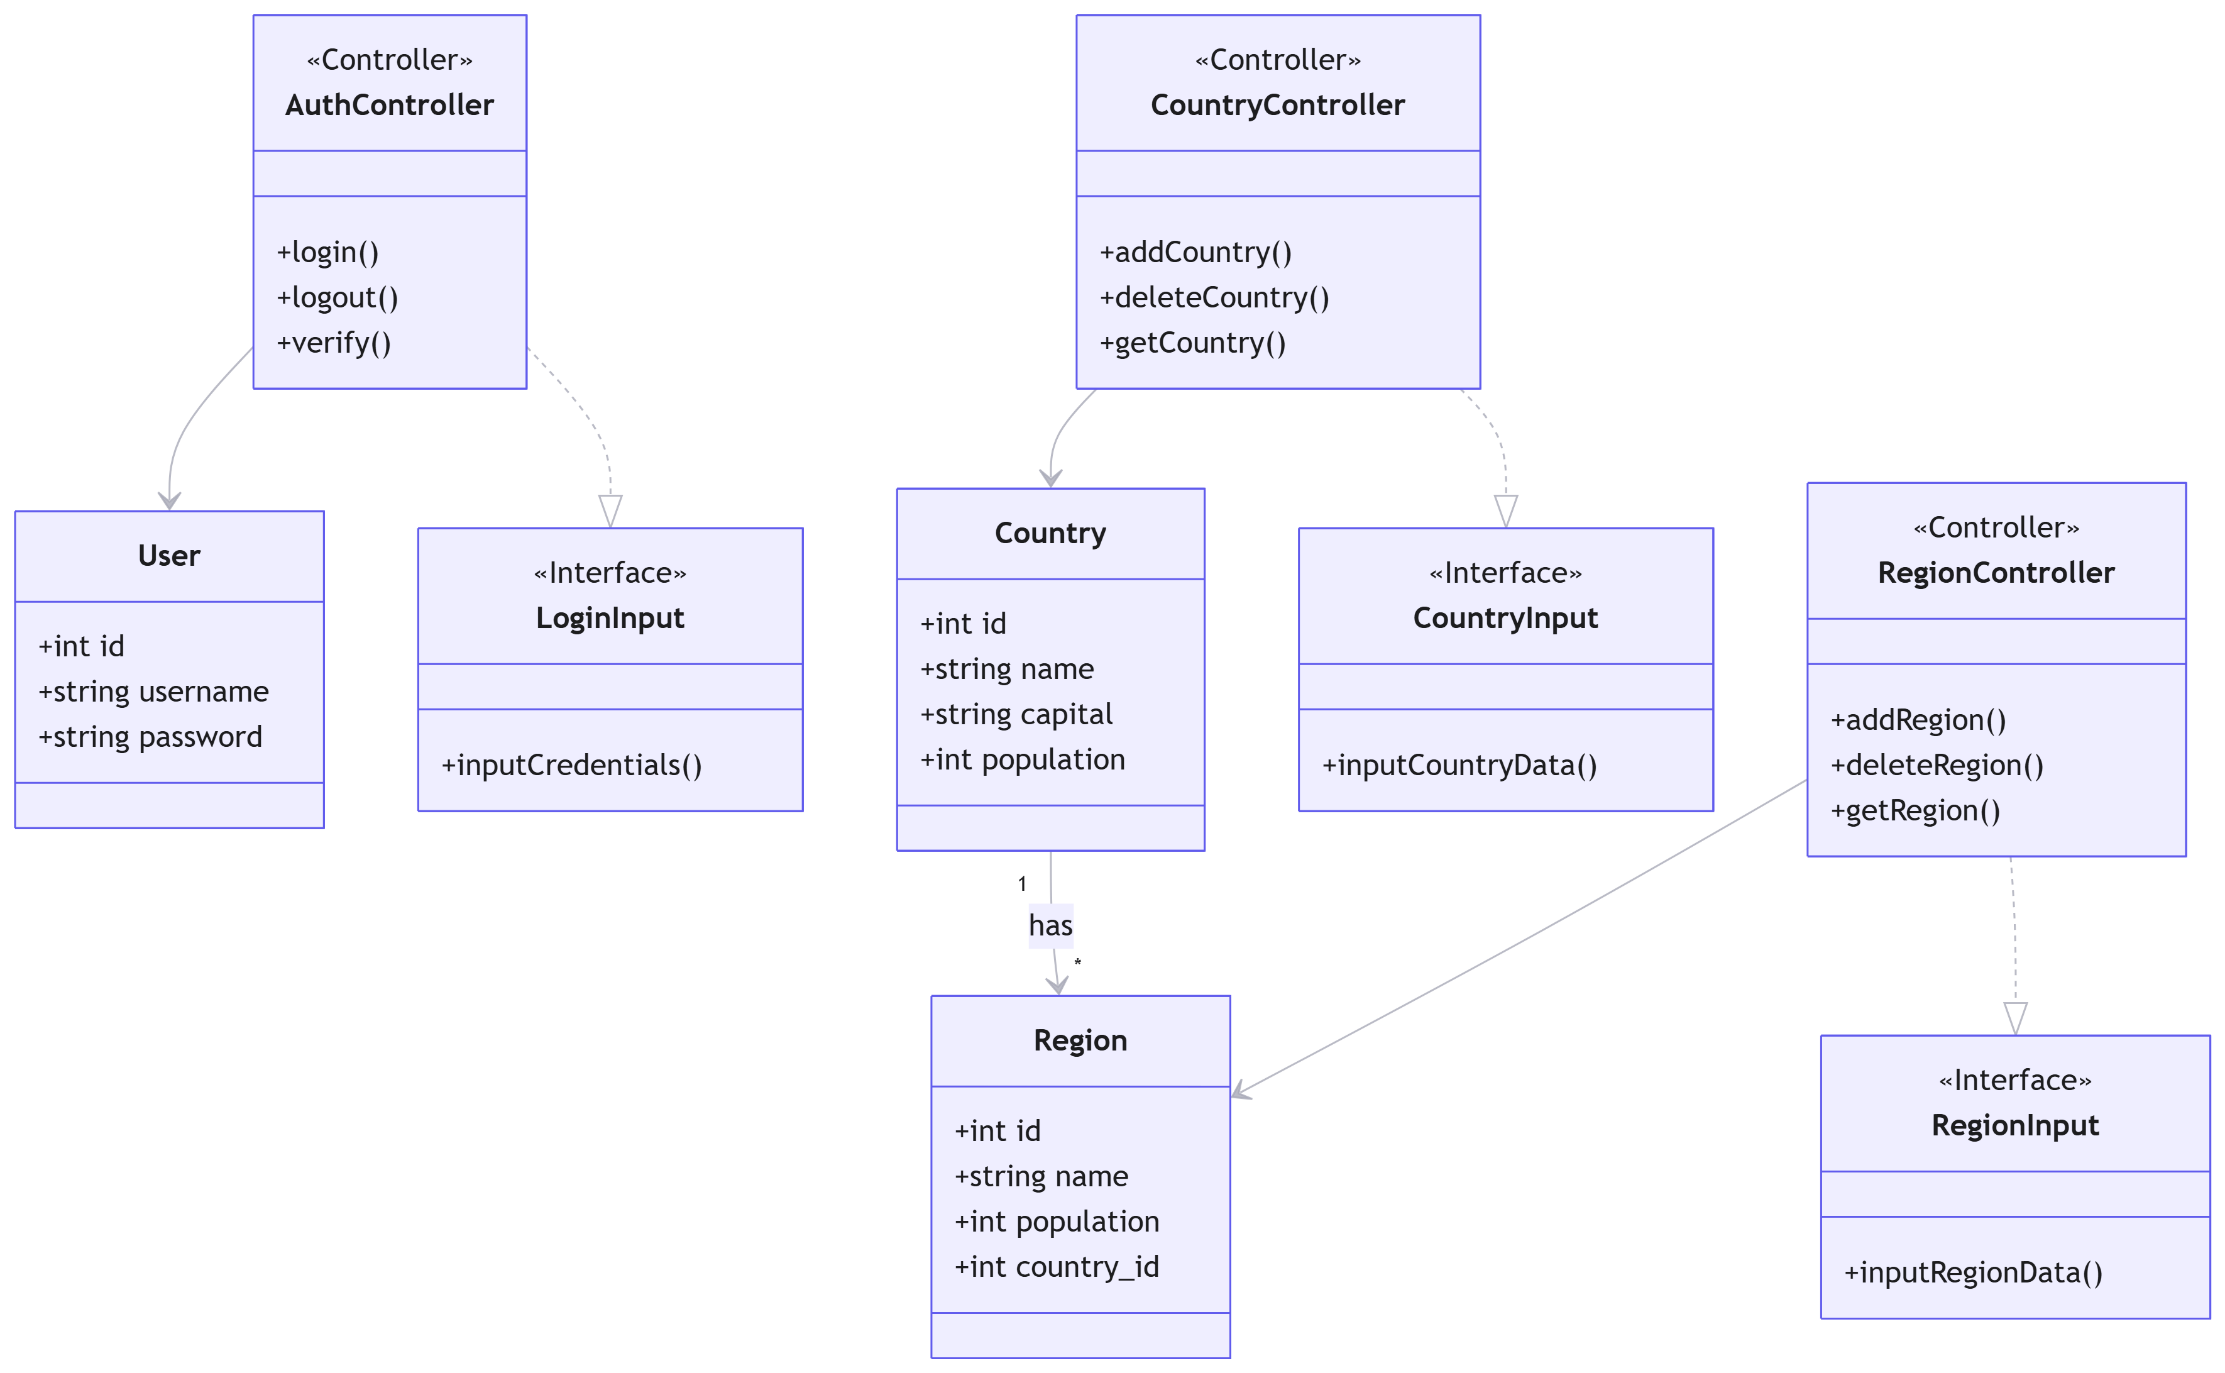 «Controller»
AuthController
+login()
+logout()
+verify()
«Controller»
CountryController
+addCountry()
+deleteCountry()
+getCountry()
User
+int id
+string username
+string password
«Interface»
LoginInput
+inputCredentials()
Country
+int id
+string name
+string capital
+int population
«Interface»
CountryInput
+inputCountryData()
«Controller»
RegionController
+addRegion()
+deleteRegion()
+getRegion()
1
has
*
Region
+int id
+string name
+int population
+int country_id
«Interface»
RegionInput
+inputRegionData()